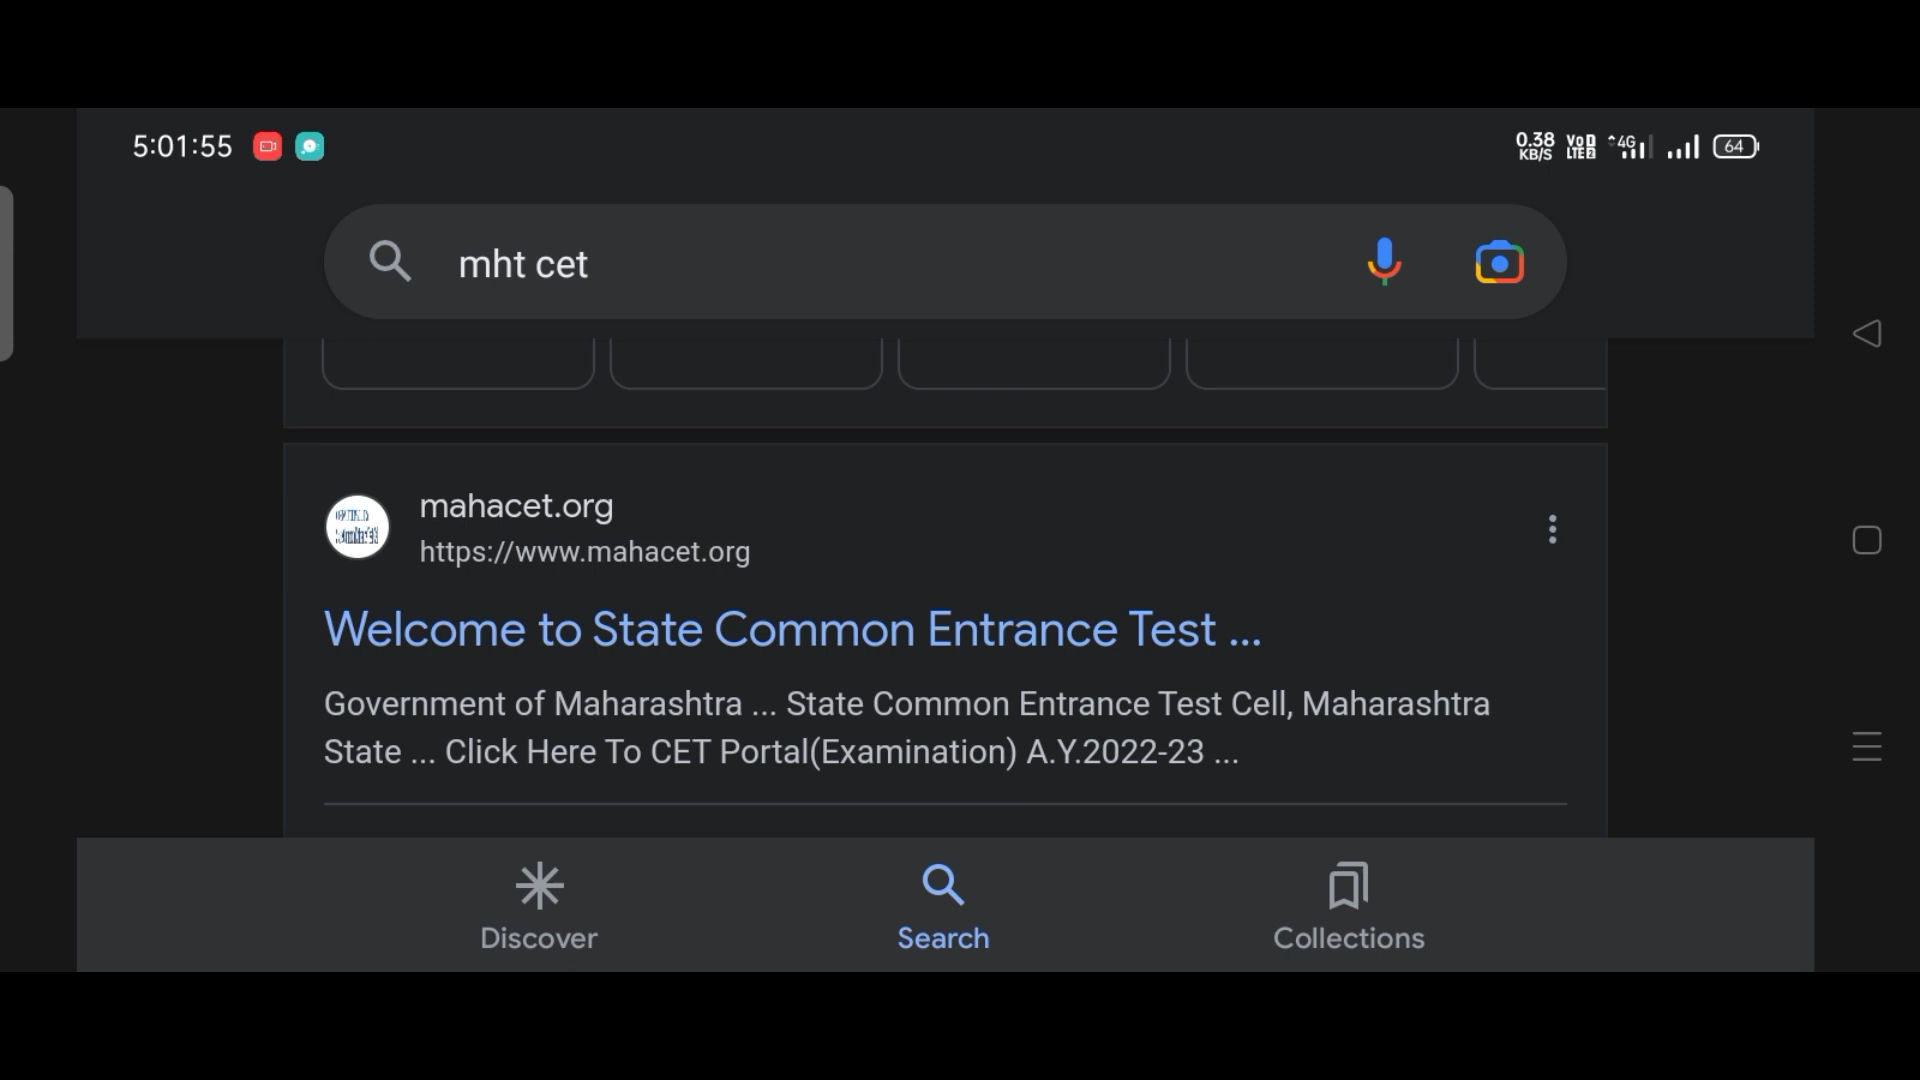 5:01:55
0.38 KB/S VoD LTE2 4G 64
mht cet
mahacet.org
https://www.mahacet.org
Welcome to State Common Entrance Test ...
Government of Maharashtra ... State Common Entrance Test Cell, Maharashtra
State ... Click Here To CET Portal(Examination) A.Y.2022-23 ...
Discover
Search
Collections